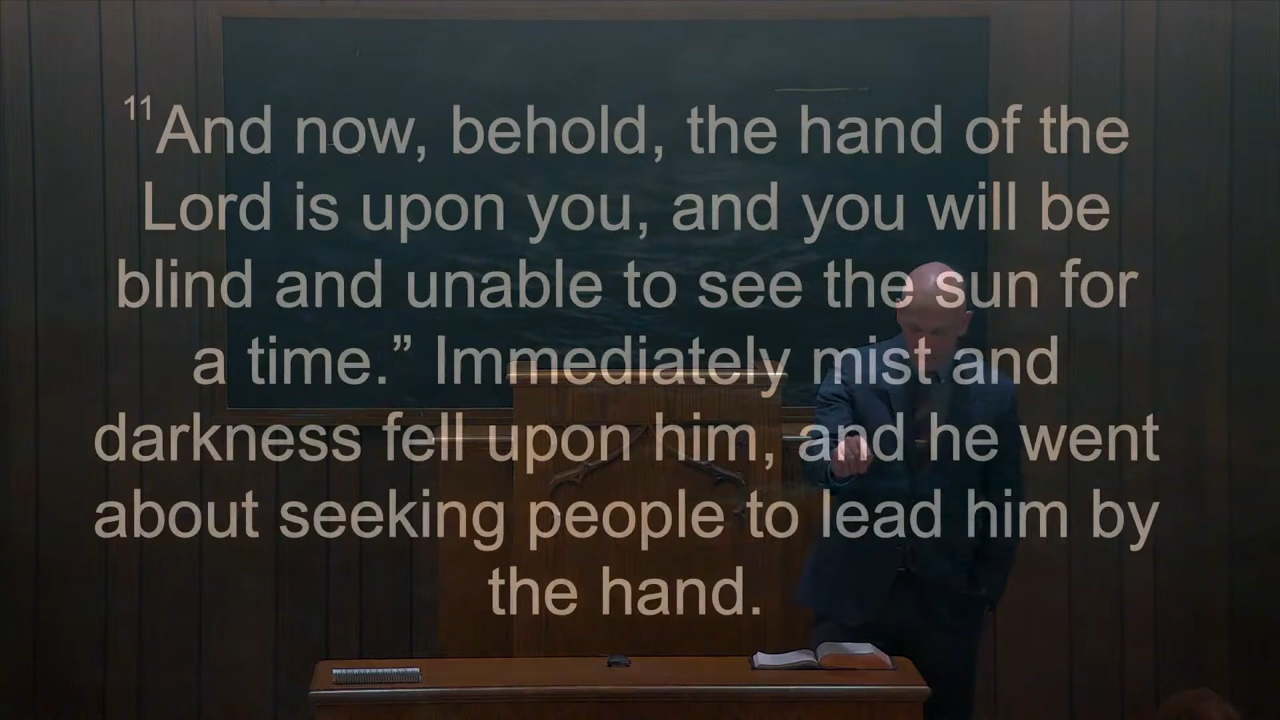 11And now, behold, the hand of the
Lord is upon you, and you will be
blind and unable to see the sun for
a time.” Immediately mist and
darkness fell upon him, and he went
about seeking people to lead him by
the hand.